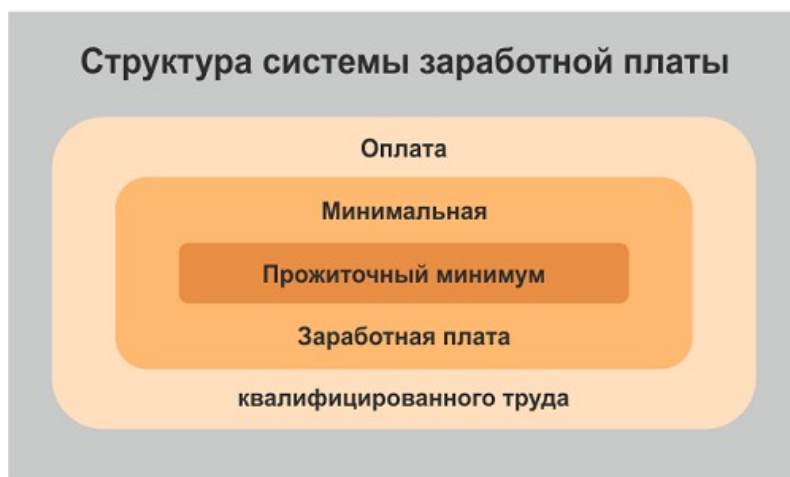 Структура системы заработной платы
Оплата
Минимальная
Прожиточный минимум
Заработная плата
квалифицированного труда